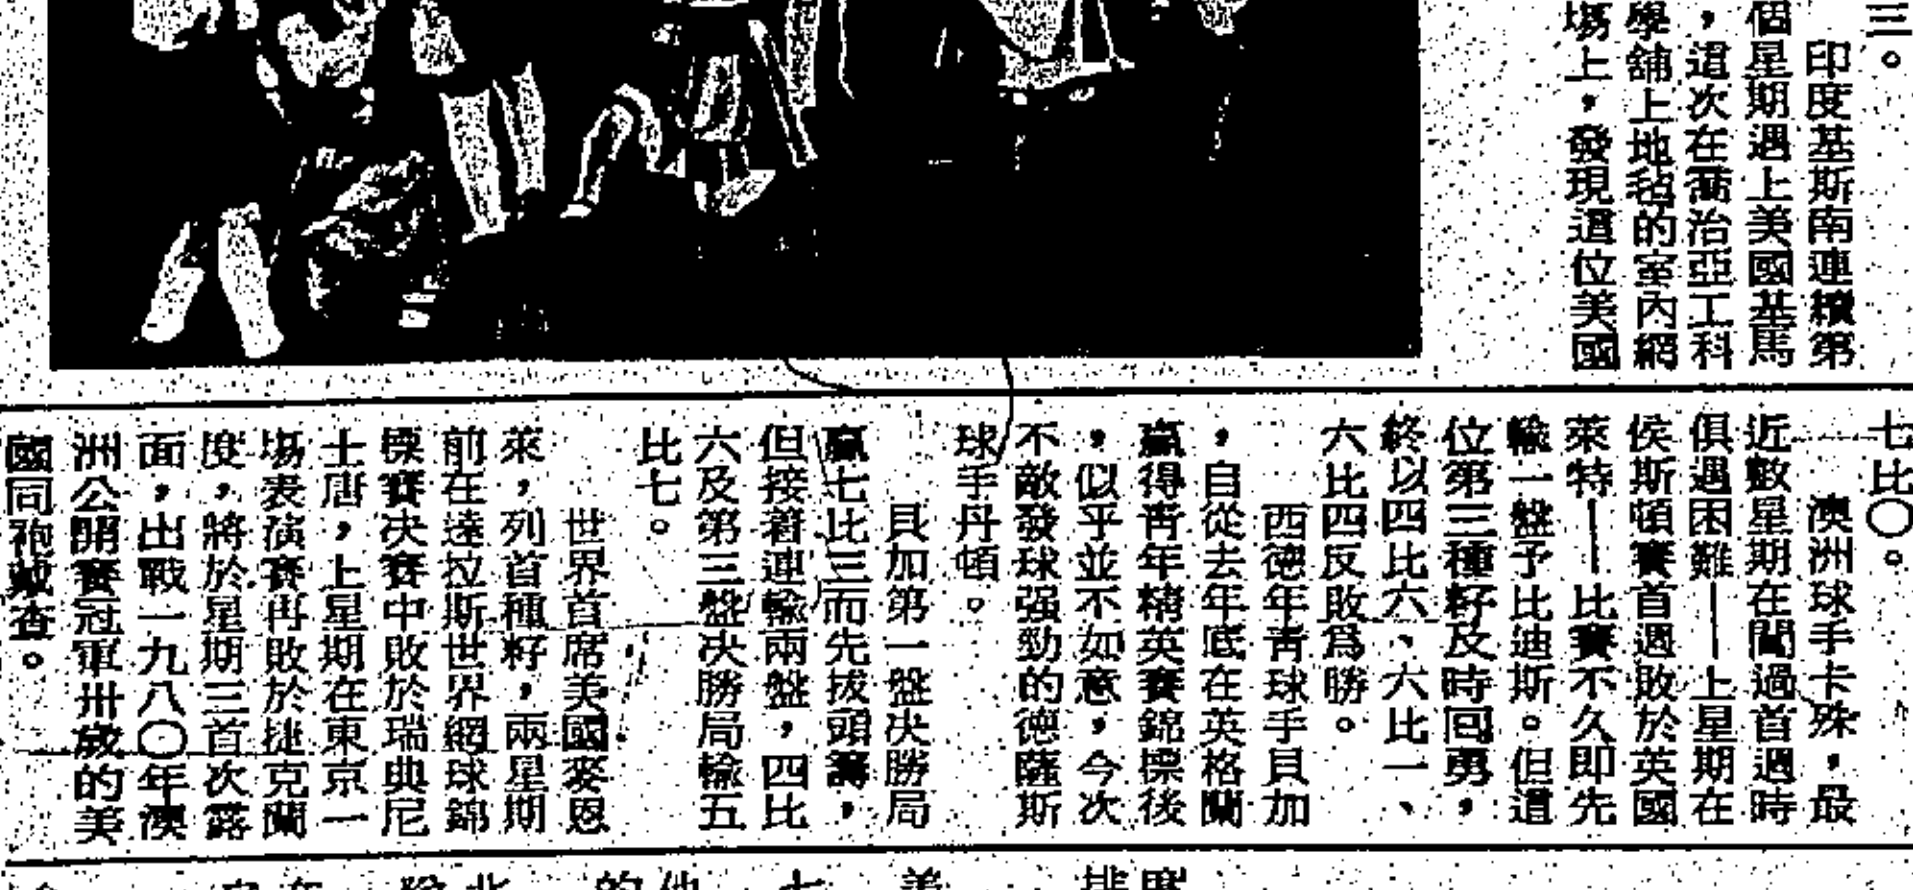 三。
印度基斯南連續第
個星期遇上美國基馬
，這次在喬治亞工科
學舖上地毡的室內網
場上，發現這位美國
七比〇。
澳洲球手卡殊，最
近數星期在闖過首週時
俱遇困難——上星期在
侯斯頓賽首週敗於英國
萊特——比賽不久即先
輸一盤予比迪斯。但這
位第三種籽及時囘勇，
終以四比六、六比一、
六比四反敗爲勝。
西德年青球手貝加
，自從去年底在英格蘭
贏得靑年精英賽錦標後
，似乎並不如意，今次
不敵發球强勁的德薩斯
球手丹頓。
貝加第一盤决勝局
贏七比三而先拔頭籌，
但接着連輸兩盤，四比
六及第三盤决勝局輸五
比七。
世界首席美國麥恩
萊，列首種籽，兩星期
前在達拉斯世界網球錦
標賽决賽中敗於瑞典尼
士唐，上星期在東京一
場表演賽再敗於捷克蘭
度，將於星期三首次露
面，出戰一九八〇年澳
洲公開賽冠軍卅歲的美
國同袍戴查。